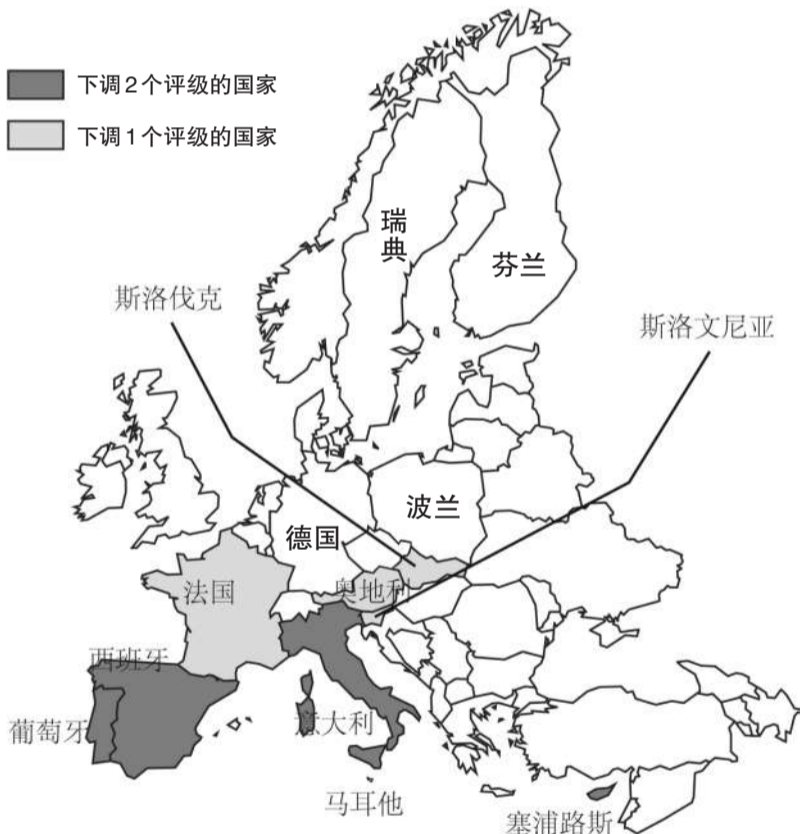 下调2个评级的国家
下调1个评级的国家
瑞典
芬兰
斯洛伐克
斯洛文尼亚
波兰
德国
法国
奥地利
西班牙
葡萄牙
意大利
马耳他
塞浦路斯